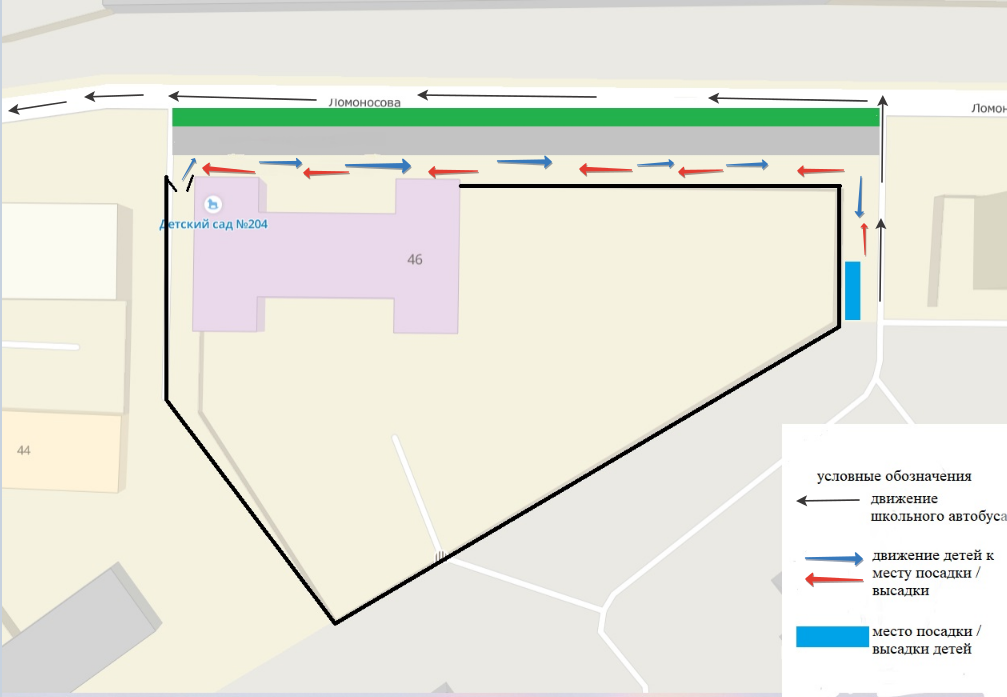 Ломоносова
Ломон
Детский сад №204
46
44
условные обозначения
движение
школьного автобуса
движение детей к
месту посадки /
высадки
место посадки /
высадки детей